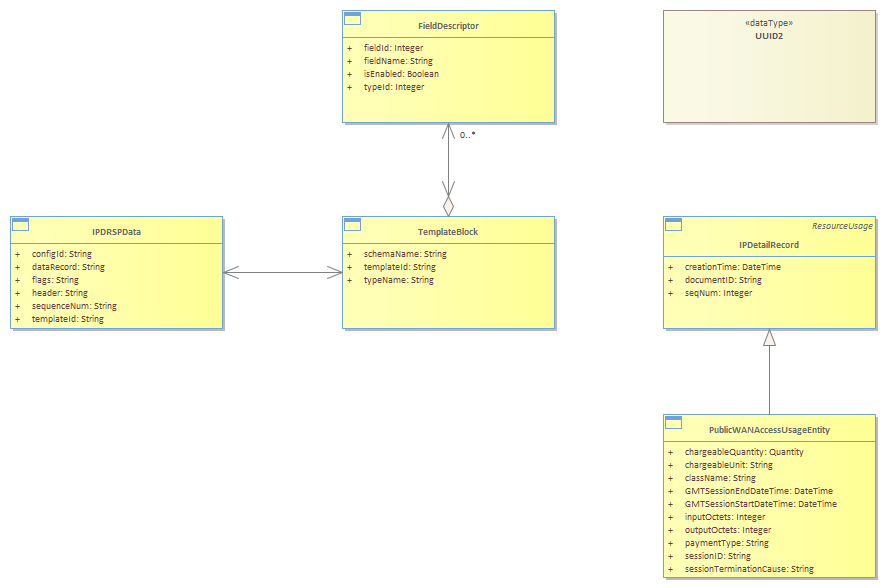 FieldDescriptor
+ fieldId: Integer
+ fieldName: String
+ isEnabled: Boolean
+ typeId: Integer
«dataType»
UUID2
0..*
IPDRSPData
+ configId: String
+ dataRecord: String
+ flags: String
+ header: String
+ sequenceNum: String
+ templateId: String
TemplateBlock
+ schemaName: String
+ templateId: String
+ typeName: String
ResourceUsage
IPDetailRecord
+ creationTime: DateTime
+ documentID: String
+ seqNum: Integer
PublicWANAccessUsageEntity
+ chargeableQuantity: Quantity
+ chargeableUnit: String
+ className: String
+ GMTSessionEndDateTime: DateTime
+ GMTSessionStartDateTime: DateTime
+ inputOctets: Integer
+ outputOctets: Integer
+ paymentType: String
+ sessionID: String
+ sessionTerminationCause: String